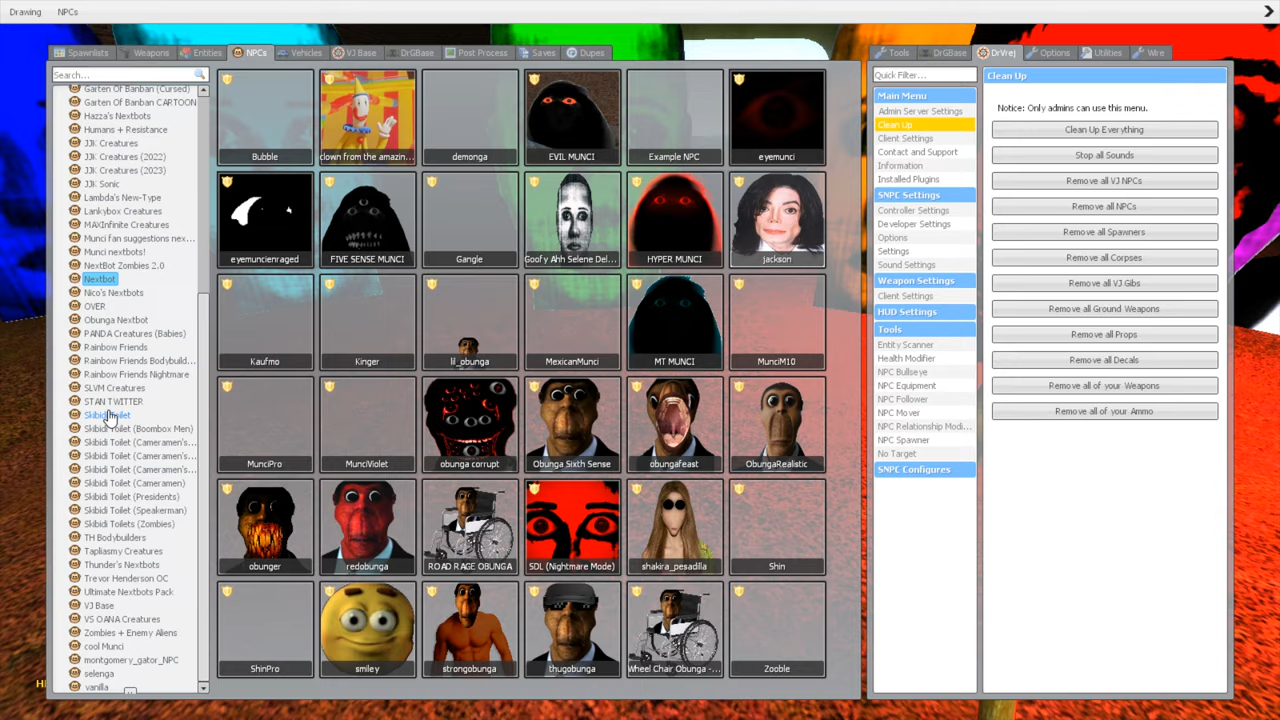 Drawing NPCs
Spawnlists Weapons Entities NPCs Vehicles VJ Base DrGBase Post Process Saves Dupes
Search...
Garten Of Banban (Cursed)
Garten Of Banban CARTOON
Hazza's Nextbots
Humans + Resistance
JJK Creatures
JJK Creatures (2022)
JJK Creatures (2023)
JJK Sonic
Lambda's New-Type
Lankybox Creatures
MAXInfinite Creatures
Munci fan suggestions nex...
Munci nextbots!
NextBot Zombies 2.0
Nextbot
Nico's Nextbots
OVER
Obunga Nextbot
PANDA Creatures (Babies)
Rainbow Friends
Rainbow Friends Bodybuild...
Rainbow Friends Nightmare
SLVM Creatures
STAN TWITTER
Skibidi Toilet
Skibidi Toilet (Boombox Men)
Skibidi Toilet (Cameramen's...
Skibidi Toilet (Cameramen's...
Skibidi Toilet (Cameramen's...
Skibidi Toilet (Cameramen)
Skibidi Toilet (Presidents)
Skibidi Toilet (Speakerman)
Skibidi Toilets (Zombies)
TH Bodybuilders
Tapliasmy Creatures
Thunder's Nextbots
Trevor Henderson OC
Ultimate Nextbots Pack
VJ Base
VS OANA Creatures
Zombies + Enemy Aliens
cool Munci
montgomery_gator_NPC
selenga
vanilla
Bubble clown from the amazin... demonga EVIL MUNCI Example NPC eyemunci
eyemuncienraged FIVE SENSE MUNCI Gangle Goofy Ahh Selene Del... HYPER MUNCI jackson
Kaufmo Kinger lil_obunga MexicanMunci MT MUNCI MunciM10
MunciPro MunciViolet obunga corrupt Obunga Sixth Sense obungafeast ObungaRealistic
obunger redobunga ROAD RAGE OBUNGA SDL (Nightmare Mode) shakira_pesadilla Shin
ShinPro smiley strongobunga thugobunga Wheel Chair Obunga -... Zooble
Tools DrGBase DrVrej Options Utilities Wire
Quick Filter...
Main Menu
Admin Server Settings
Clean Up
Client Settings
Contact and Support
Information
Installed Plugins
SNPC Settings
Controller Settings
Developer Settings
Options
Settings
Sound Settings
Weapon Settings
Client Settings
HUD Settings
Tools
Entity Scanner
Health Modifier
NPC Bullseye
NPC Equipment
NPC Follower
NPC Mover
NPC Relationship Modi...
NPC Spawner
No Target
SNPC Configures
Clean Up
Notice: Only admins can use this menu.
Clean Up Everything
Stop all Sounds
Remove all VJ NPCs
Remove all NPCs
Remove all Spawners
Remove all Corpses
Remove all VJ Gibs
Remove all Ground Weapons
Remove all Props
Remove all Decals
Remove all of your Weapons
Remove all of your Ammo